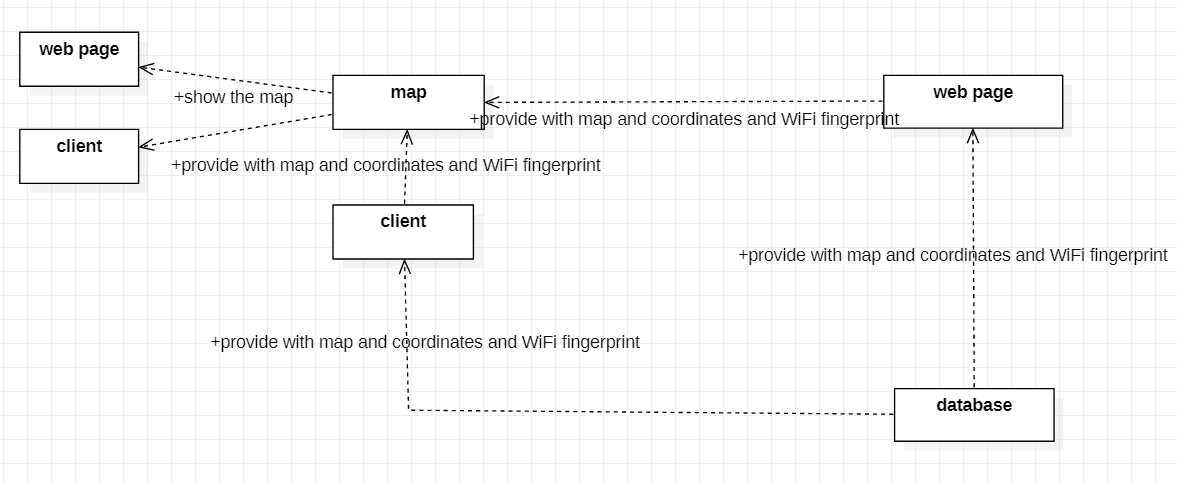 web page
map
web page
+show the map
+provide with map and coordinates and WiFi fingerprint
client
+provide with map and coordinates and WiFi fingerprint
client
+provide with map and coordinates and WiFi fingerprint
+provide with map and coordinates and WiFi fingerprint
database